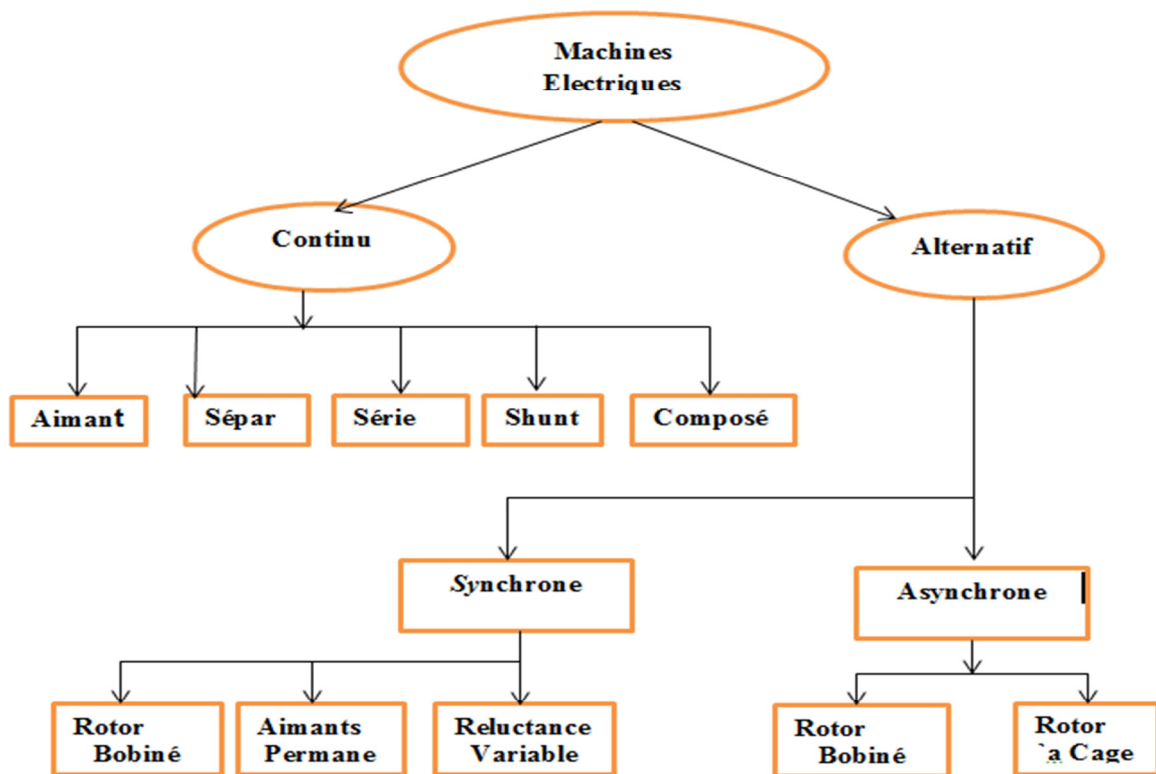 Machines
Electriques
Continu
Alternatif
Aimant
Sépar
Série
Shunt
Composé
Synchrone
Asynchrone
Rotor
Bobiné
Aimants
Permane
Reluctance
Variable
Rotor
Bobiné
Rotor
`a Cage